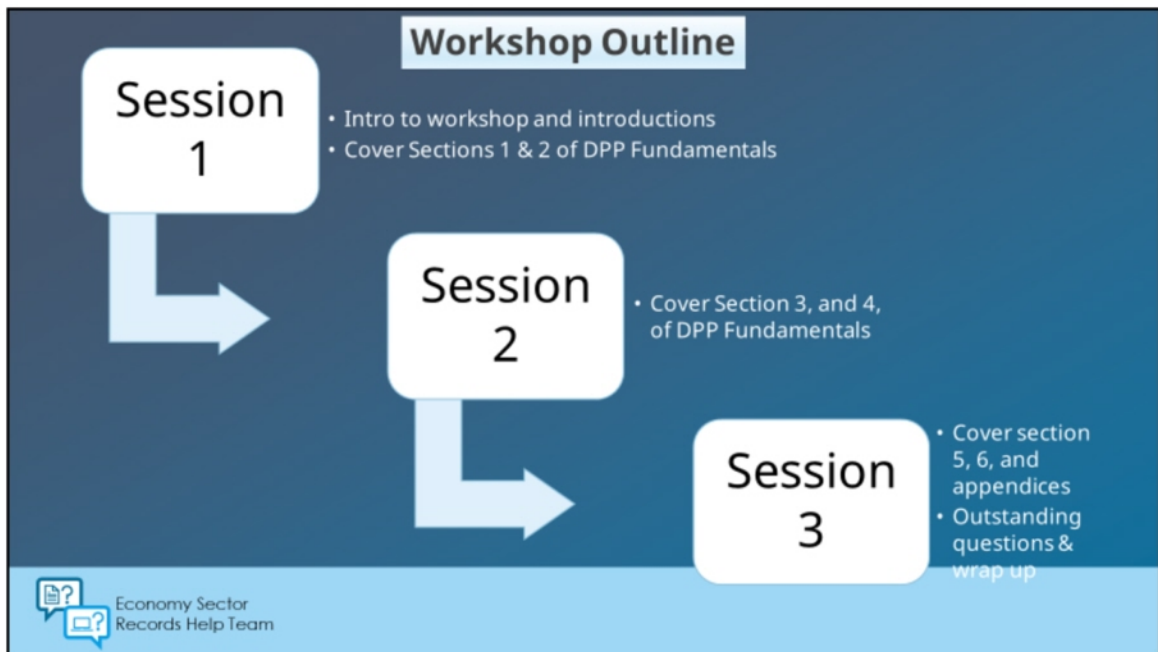 Workshop Outline
Session
1
• Intro to workshop and introductions
• Cover Sections 1 & 2 of DPP Fundamentals
Session
2
• Cover Section 3, and 4,
of DPP Fundamentals
Session
3
• Cover section
5, 6, and
appendices
• Outstanding
questions &
wrap up
?
?
Economy Sector
Records Help Team